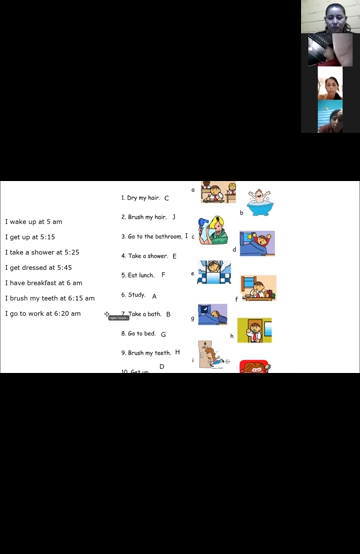 I wake up at 5 am
I get up at 5:15
I take a shower at 5:25
I get dressed at 5:45
I have breakfast at 6 am
I brush my teeth at 6:15 am
I go to work at 6:20 am
1. Dry my hair. C
2. Brush my hair. J
3. Go to the bathroom. I
4. Take a shower. E
5. Eat lunch. F
6. Study. A
7. Take a bath. B
8. Go to bed. G
9. Brush my teeth. H
10. Get up. D
a
b
c
d
e
f
g
h
i